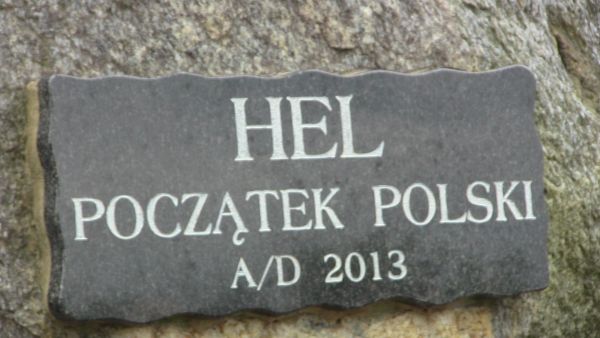 HEL
POCZĄTEK POLSKI
A/D 2013